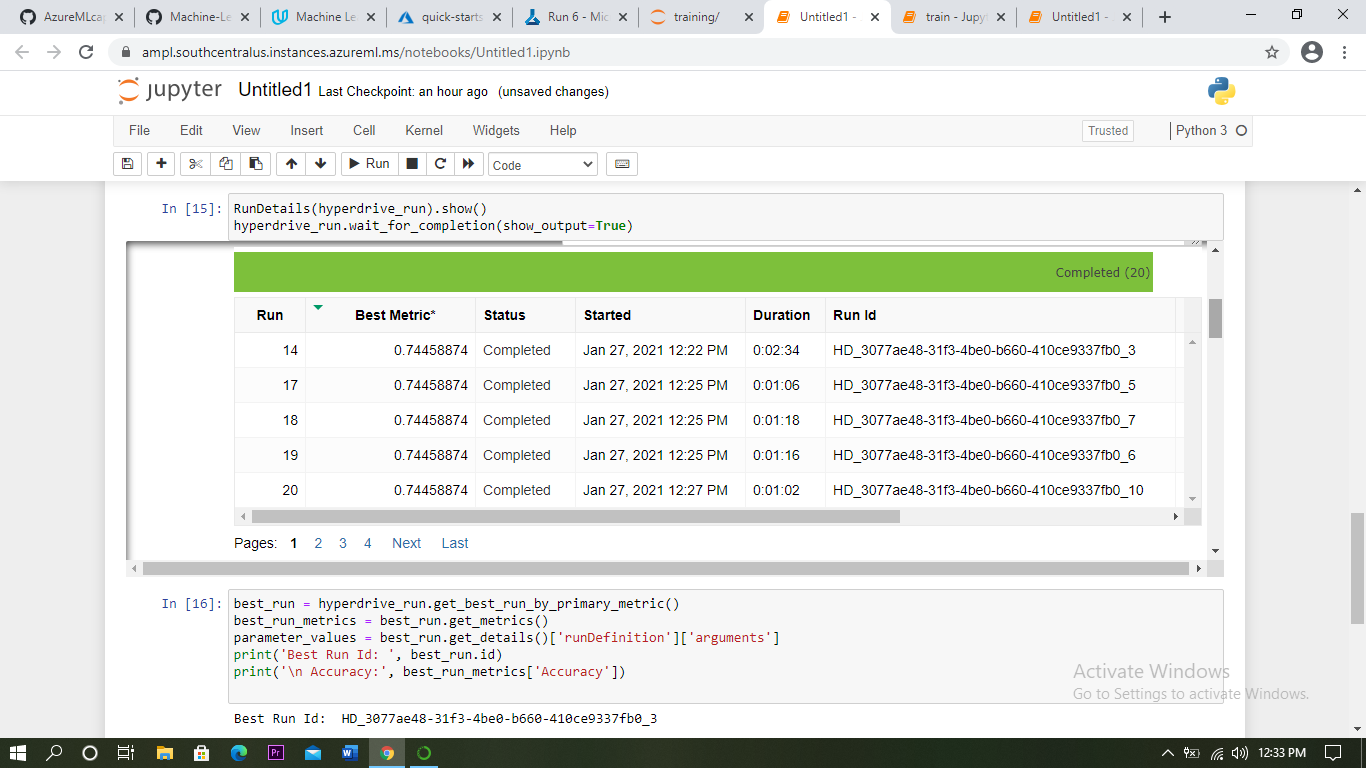 AzureMLca
Machine-Le
Machine Le
quick-starts
Run 6 - Mic
training/
Untitled1 -
train - Jupy
Untitled1 -
ampl.southcentralus.instances.azureml.ms/notebooks/Untitled1.ipynb
jupyter Untitled1 Last Checkpoint: an hour ago (unsaved changes)
File Edit View Insert Cell Kernel Widgets Help Trusted Python 3
Run Code
In [15]: RunDetails(hyperdrive_run).show()
hyperdrive_run.wait_for_completion(show_output=True)
Completed (20)
Run Best Metric* Status Started Duration Run Id
14 0.74458874 Completed Jan 27, 2021 12:22 PM 0:02:34 HD_3077ae48-31f3-4be0-b660-410ce9337fb0_3
17 0.74458874 Completed Jan 27, 2021 12:25 PM 0:01:06 HD_3077ae48-31f3-4be0-b660-410ce9337fb0_5
18 0.74458874 Completed Jan 27, 2021 12:25 PM 0:01:18 HD_3077ae48-31f3-4be0-b660-410ce9337fb0_7
19 0.74458874 Completed Jan 27, 2021 12:25 PM 0:01:16 HD_3077ae48-31f3-4be0-b660-410ce9337fb0_6
20 0.74458874 Completed Jan 27, 2021 12:27 PM 0:01:02 HD_3077ae48-31f3-4be0-b660-410ce9337fb0_10
Pages: 1 2 3 4 Next Last
In [16]: best_run = hyperdrive_run.get_best_run_by_primary_metric()
best_run_metrics = best_run.get_metrics()
parameter_values = best_run.get_details()['runDefinition']['arguments']
print('Best Run Id: ', best_run.id)
print('\n Accuracy:', best_run_metrics['Accuracy'])
Activate Windows
Go to Settings to activate Windows.
Best Run Id:  HD_3077ae48-31f3-4be0-b660-410ce9337fb0_3
12:33 PM